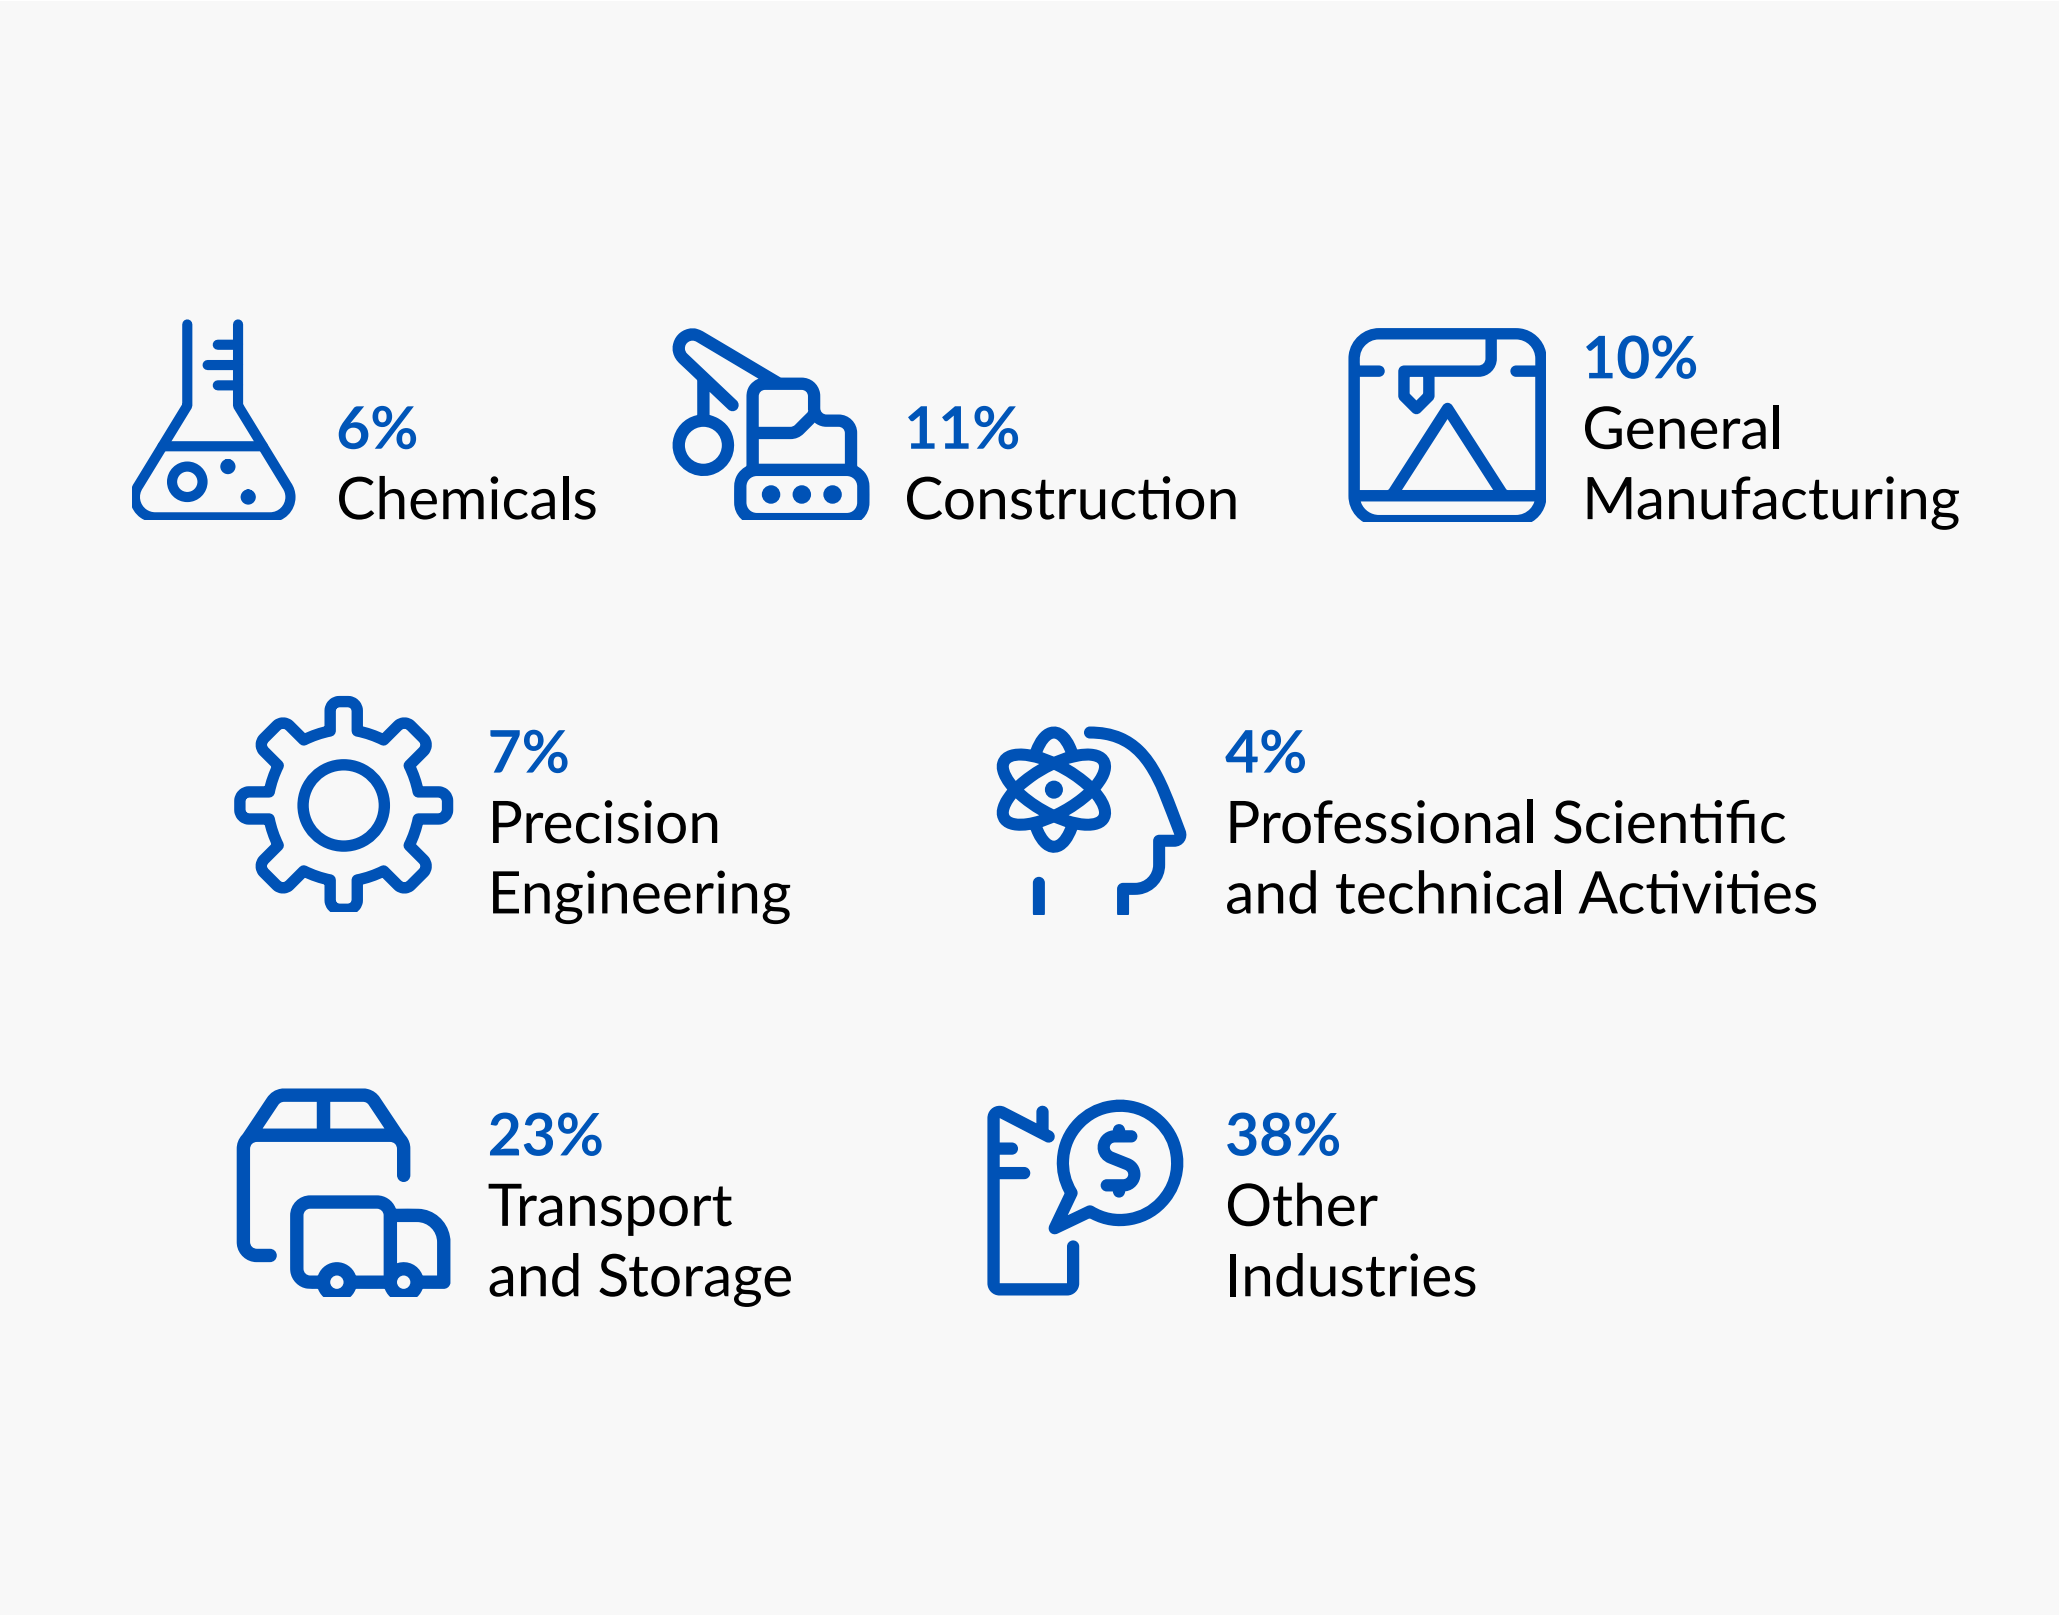 6%
Chemicals
11%
Construction
10%
General
Manufacturing
7%
Precision
Engineering
4%
Professional Scientific
and technical Activities
23%
Transport
and Storage
$
38%
Other
Industries